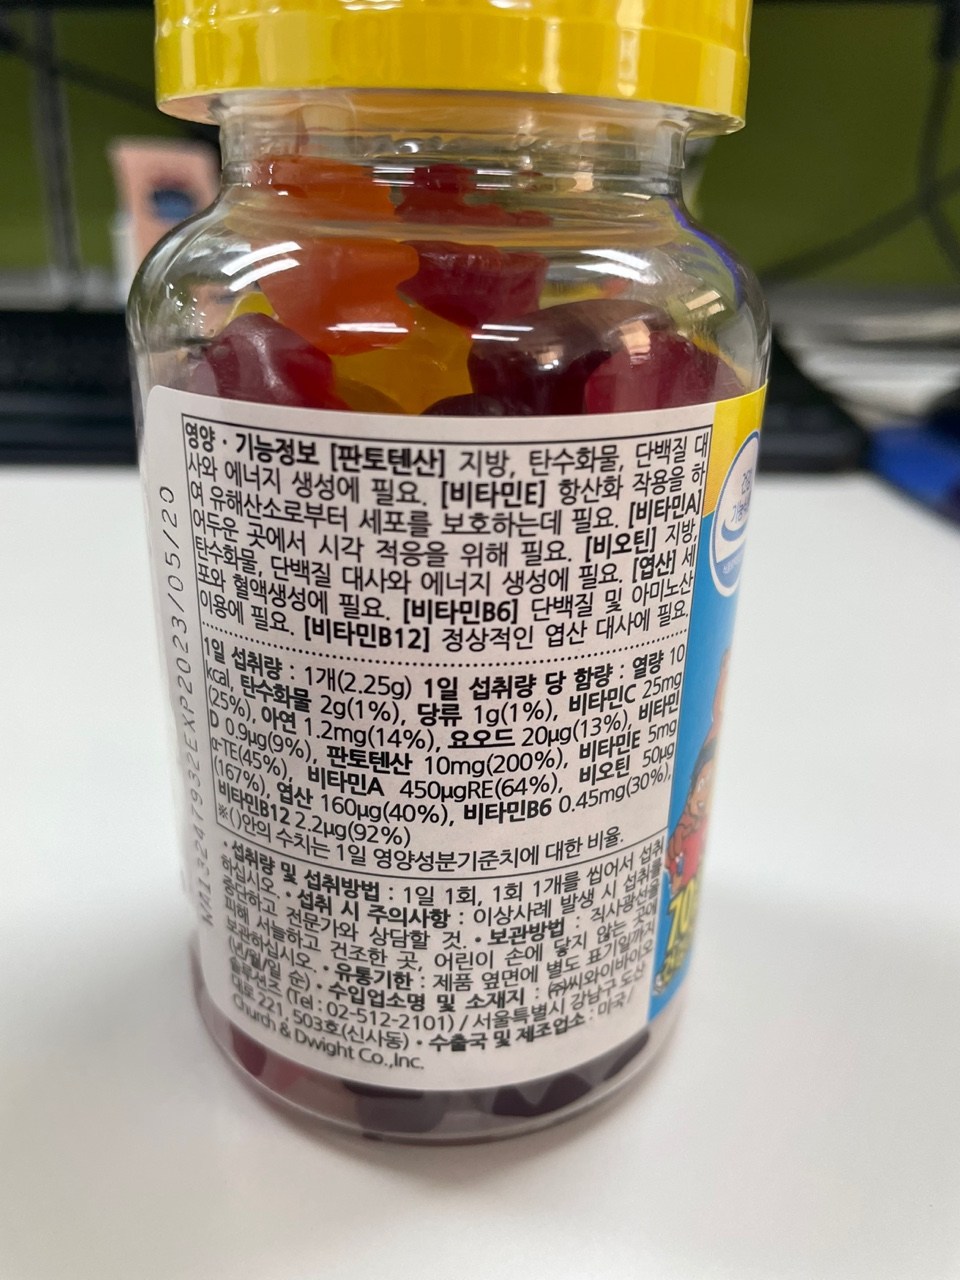 영양 · 기능정보 [판토텐산] 지방, 탄수화물, 단백질 대
사와 에너지 생성에 필요. [비타민E] 항산화 작용을 하
여 유해산소로부터 세포를 보호하는데 필요. [비타민A]
어두운 곳에서 시각 적응을 위해 필요. [비오틴] 지방,
탄수화물, 단백질 대사와 에너지 생성에 필요. [엽산] 세
포와 혈액생성에 필요. [비타민B6] 단백질 및 아미노산
이용에 필요. [비타민B12] 정상적인 엽산 대사에 필요.
1일 섭취량 : 1개(2.25g) 1일 섭취량 당 함량 : 열량 10
kcal, 탄수화물 2g(1%), 당류 1g(1%), 비타민C 25mg
(25%), 아연 1.2mg(14%), 요오드 20µg(13%), 비타민
D 0.9µg(9%), 판토텐산 10mg(200%), 비타민E 5mg
α-TE(45%), 비타민A 450µgRE(64%), 비오틴 50µg
(167%), 엽산 160µg(40%), 비타민B6 0.45mg(30%),
비타민B12 2.2µg(92%)
※()안의 수치는 1일 영양성분기준치에 대한 비율.
• 섭취량 및 섭취방법 : 1일 1회, 1회 1개를 씹어서 섭취
하십시오. • 섭취 시 주의사항 : 이상사례 발생 시 섭취를
중단하고 전문가와 상담할 것. • 보관방법 : 직사광선을
피해 서늘하고 건조한 곳, 어린이 손에 닿지 않는 곳에
보관하십시오. • 유통기한 : 제품 옆면에 별도 표기일까지
(년/월/일 순) • 수입업소명 및 소재지 : ㈜씨와이바이오
솔루션즈 (Tel : 02-512-2101) / 서울특별시 강남구 도산
대로 221, 503호(신사동) • 수출국 및 제조업소 : 미국 /
Church & Dwight Co.,Inc.
EXP2023/05/20
70